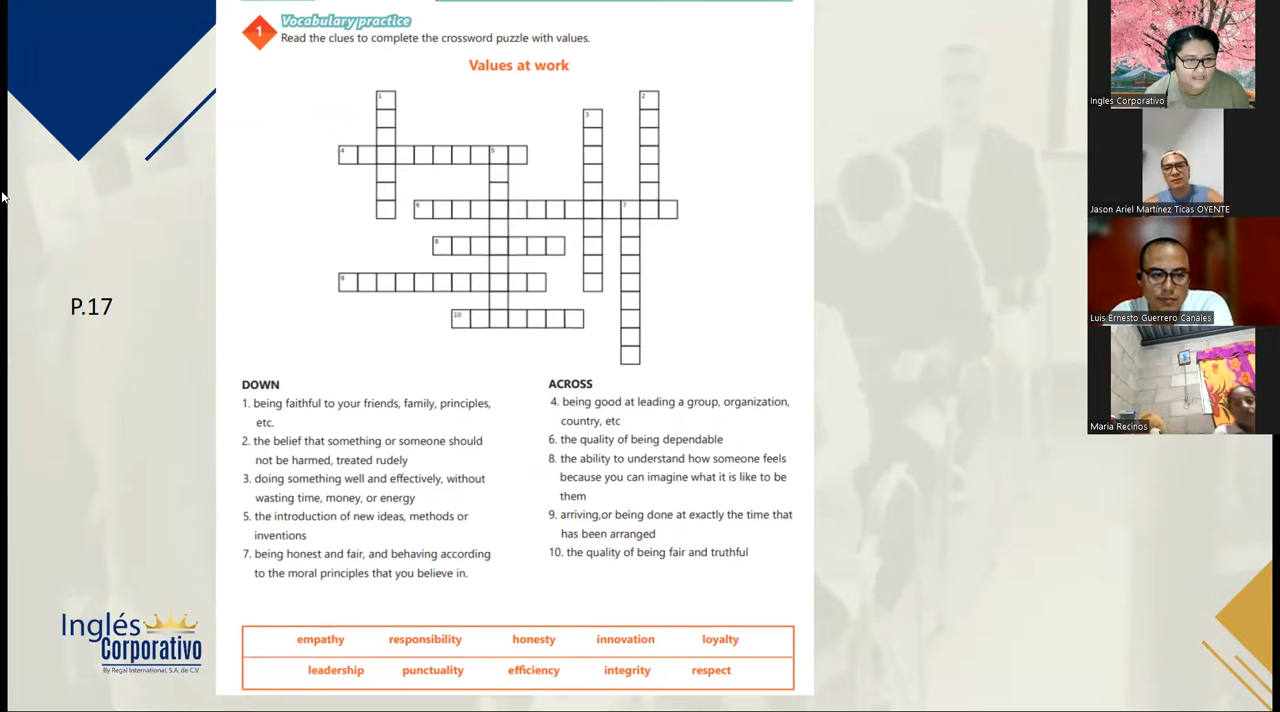 1
Vocabulary practice
Read the clues to complete the crossword puzzle with values.
Values at work
1
2
3
4
5
6
7
8
9
10
P.17
DOWN
1. being faithful to your friends, family, principles,
etc.
2. the belief that something or someone should
not be harmed, treated rudely
3. doing something well and effectively, without
wasting time, money, or energy
5. the introduction of new ideas, methods or
inventions
7. being honest and fair, and behaving according
to the moral principles that you believe in.
ACROSS
4. being good at leading a group, organization,
country, etc
6. the quality of being dependable
8. the ability to understand how someone feels
because you can imagine what it is like to be
them
9. arriving,or being done at exactly the time that
has been arranged
10. the quality of being fair and truthful
empathy responsibility honesty innovation loyalty
leadership punctuality efficiency integrity respect
Inglés
Corporativo
By Regal International, S.A. de C.V.
Ingles Corporativo
Jason Ariel Martínez Ticas OYENTE
Luis Ernesto Guerrero Canales
Maria Recinos